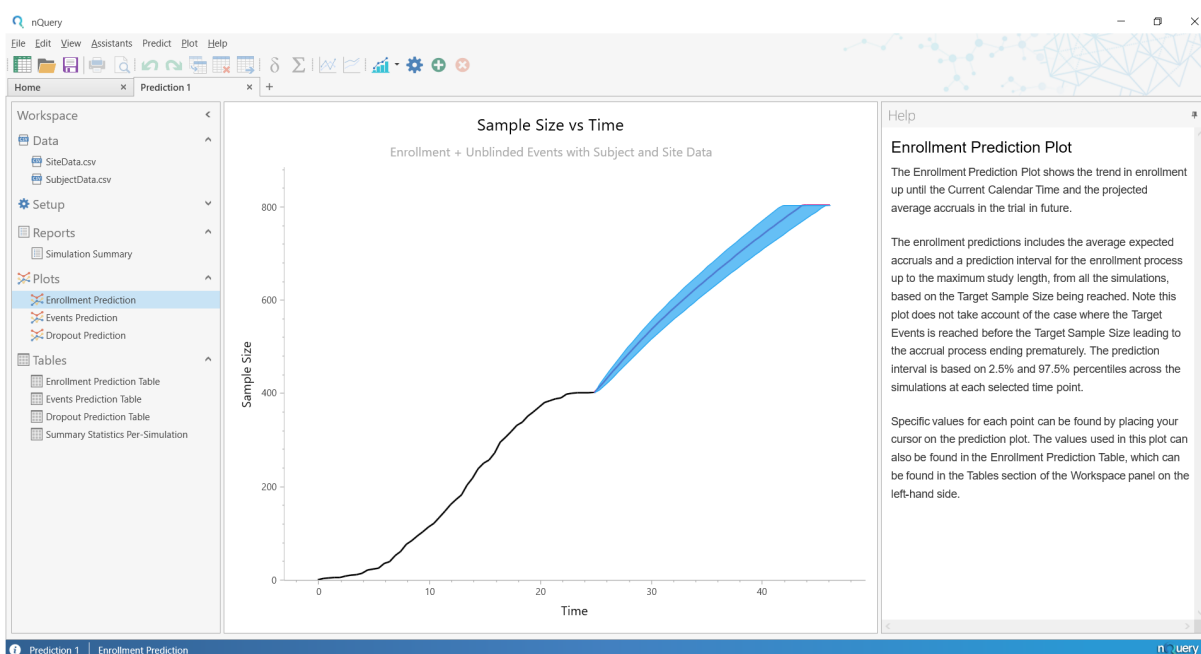 nQuery
File Edit View Assistants Predict Plot Help
Home × Prediction 1 × +
Workspace
Data
SiteData.csv
SubjectData.csv
Setup
Reports
Simulation Summary
Plots
Enrollment Prediction
Events Prediction
Dropout Prediction
Tables
Enrollment Prediction Table
Events Prediction Table
Dropout Prediction Table
Summary Statistics Per-Simulation
Sample Size vs Time
Enrollment + Unblinded Events with Subject and Site Data
Sample Size
800
600
400
200
0
0 10 20 30 40
Time
Help
Enrollment Prediction Plot
The Enrollment Prediction Plot shows the trend in enrollment
up until the Current Calendar Time and the projected
average accruals in the trial in future.
The enrollment predictions includes the average expected
accruals and a prediction interval for the enrollment process
up to the maximum study length, from all the simulations,
based on the Target Sample Size being reached. Note this
plot does not take account of the case where the Target
Events is reached before the Target Sample Size leading to
the accrual process ending prematurely. The prediction
interval is based on 2.5% and 97.5% percentiles across the
simulations at each selected time point.
Specific values for each point can be found by placing your
cursor on the prediction plot. The values used in this plot can
also be found in the Enrollment Prediction Table, which can
be found in the Tables section of the Workspace panel on the
left-hand side.
Prediction 1 | Enrollment Prediction
nQuery